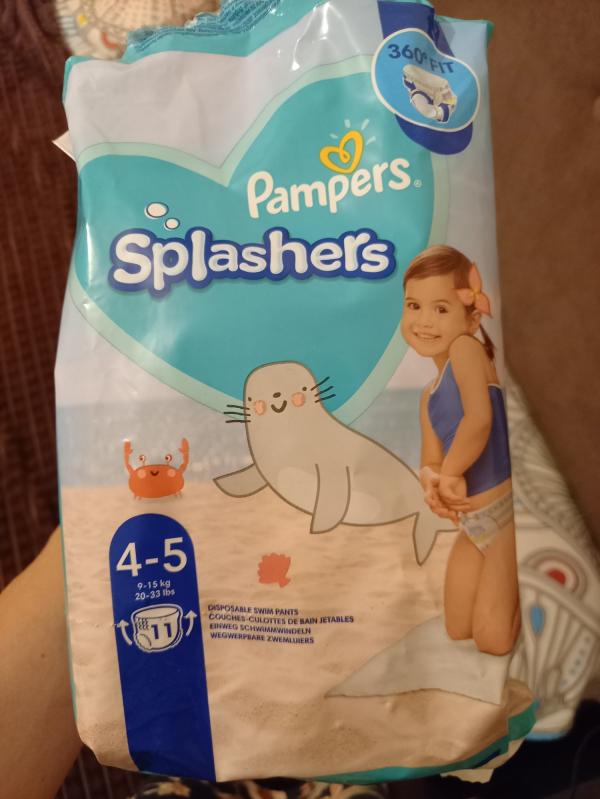 360° FIT
Pampers®
Splashers
4-5
9-15 kg
20-33 lbs
11
DISPOSABLE SWIM PANTS
COUCHES-CULOTTES DE BAIN JETABLES
EINWEG SCHWIMMWINDELN
WEGWERPBARE ZWEMLUIERS